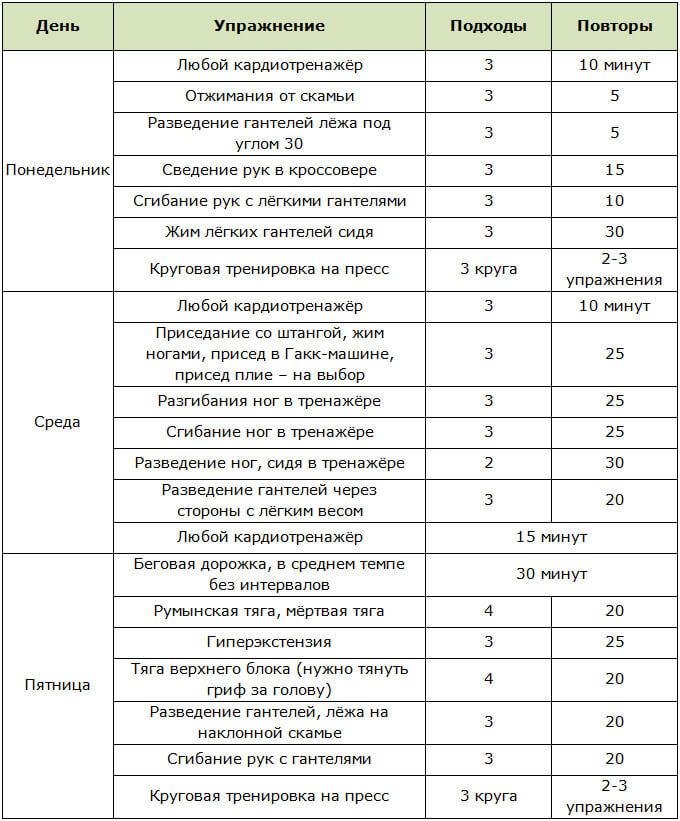 День Упражнение Подходы Повторы
Понедельник
Любой кардиотренажёр 3 10 минут
Отжимания от скамьи 3 5
Разведение гантелей лёжа под
углом 30 3 5
Сведение рук в кроссовере 3 15
Сгибание рук с лёгкими гантелями 3 10
Жим лёгких гантелей сидя 3 30
Круговая тренировка на пресс 3 круга 2-3
упражнения
Среда
Любой кардиотренажёр 3 10 минут
Приседание со штангой, жим
ногами, присед в Гакк-машине,
присед плие – на выбор 3 25
Разгибания ног в тренажёре 3 25
Сгибание ног в тренажёре 3 25
Разведение ног, сидя в тренажёре 2 30
Разведение гантелей через
стороны с лёгким весом 3 20
Любой кардиотренажёр 15 минут
Пятница
Беговая дорожка, в среднем темпе
без интервалов 30 минут
Румынская тяга, мёртвая тяга 4 20
Гиперэкстензия 3 25
Тяга верхнего блока (нужно тянуть
гриф за голову) 4 20
Разведение гантелей, лёжа на
наклонной скамье 3 20
Сгибание рук с гантелями 3 20
Круговая тренировка на пресс 3 круга 2-3
упражнения